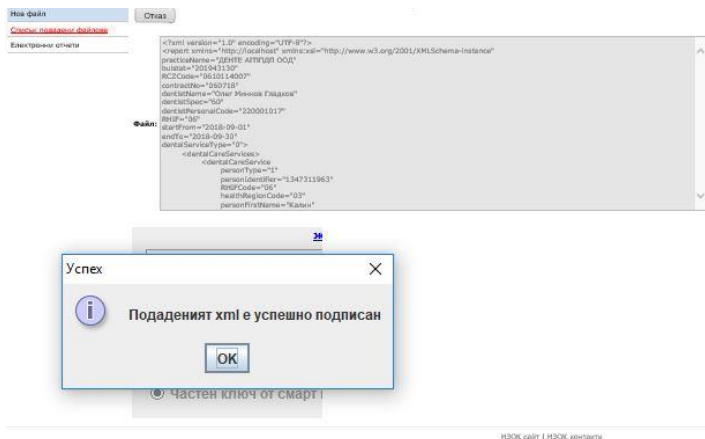 Нов файл
Отказ
Списък подадени файлове
Електронни отчети
<?xml version="1.0" encoding="UTF-8"?>
<report xmlns="http://localhost" xmlns:xsi="http://www.w3.org/2001/XMLSchema-instance"
practiceName="ДЕНТЕ АГППДП ООД"
bulstat="201943130"
RCZCode="0610114007"
contractNo="060718"
dentistName="Олег Минков Гладков"
dentistSpec="60"
dentistPersonalCode="220001017"
RHIF="06"
Файл:
startFrom="2018-09-01"
endTo="2018-09-30"
dentalServiceType="0">
<dentalCareServices>
<dentalCareService
personType="1"
personIdentifier="1347311963"
RHIFCode="06"
healthRegionCode="03"
personFirstName="Калин"
Успех
Подаденият xml е успешно подписан
OK
Частен ключ от смарт
НЗОК сайт | НЗОК контакти